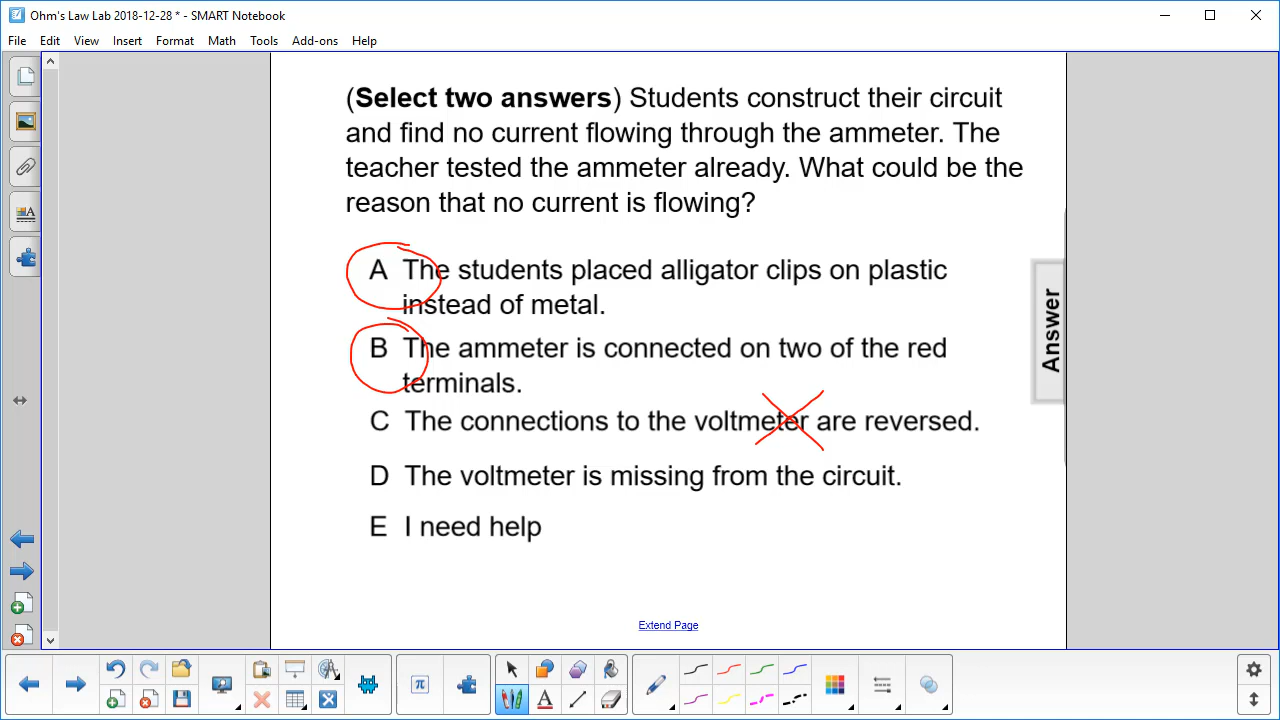 Ohm's Law Lab 2018-12-28 * - SMART Notebook
File Edit View Insert Format Math Tools Add-ons Help
(Select two answers) Students construct their circuit
and find no current flowing through the ammeter. The
teacher tested the ammeter already. What could be the
reason that no current is flowing?
A The students placed alligator clips on plastic
instead of metal.
B The ammeter is connected on two of the red
terminals.
C The connections to the voltmeter are reversed.
D The voltmeter is missing from the circuit.
E I need help
Answer
Extend Page
π
A